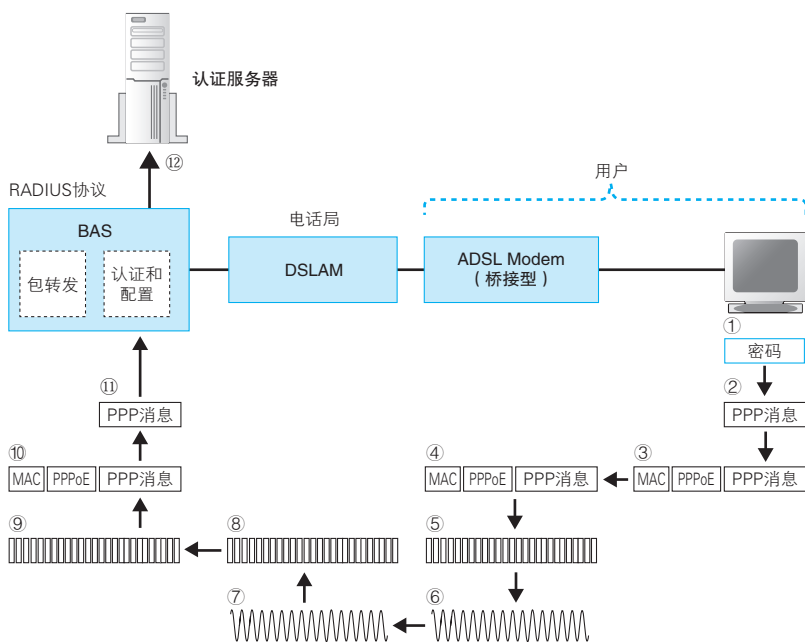 认证服务器
⑫
RADIUS协议
用户
BAS
包转发
认证和
配置
电话局
DSLAM
ADSL Modem
（桥接型）
①
密码
⑪
②
PPP消息
PPP消息
⑩
④
③
MAC PPPoE PPP消息
MAC PPPoE PPP消息
MAC PPPoE PPP消息
⑨
⑧
⑤
⑦
⑥